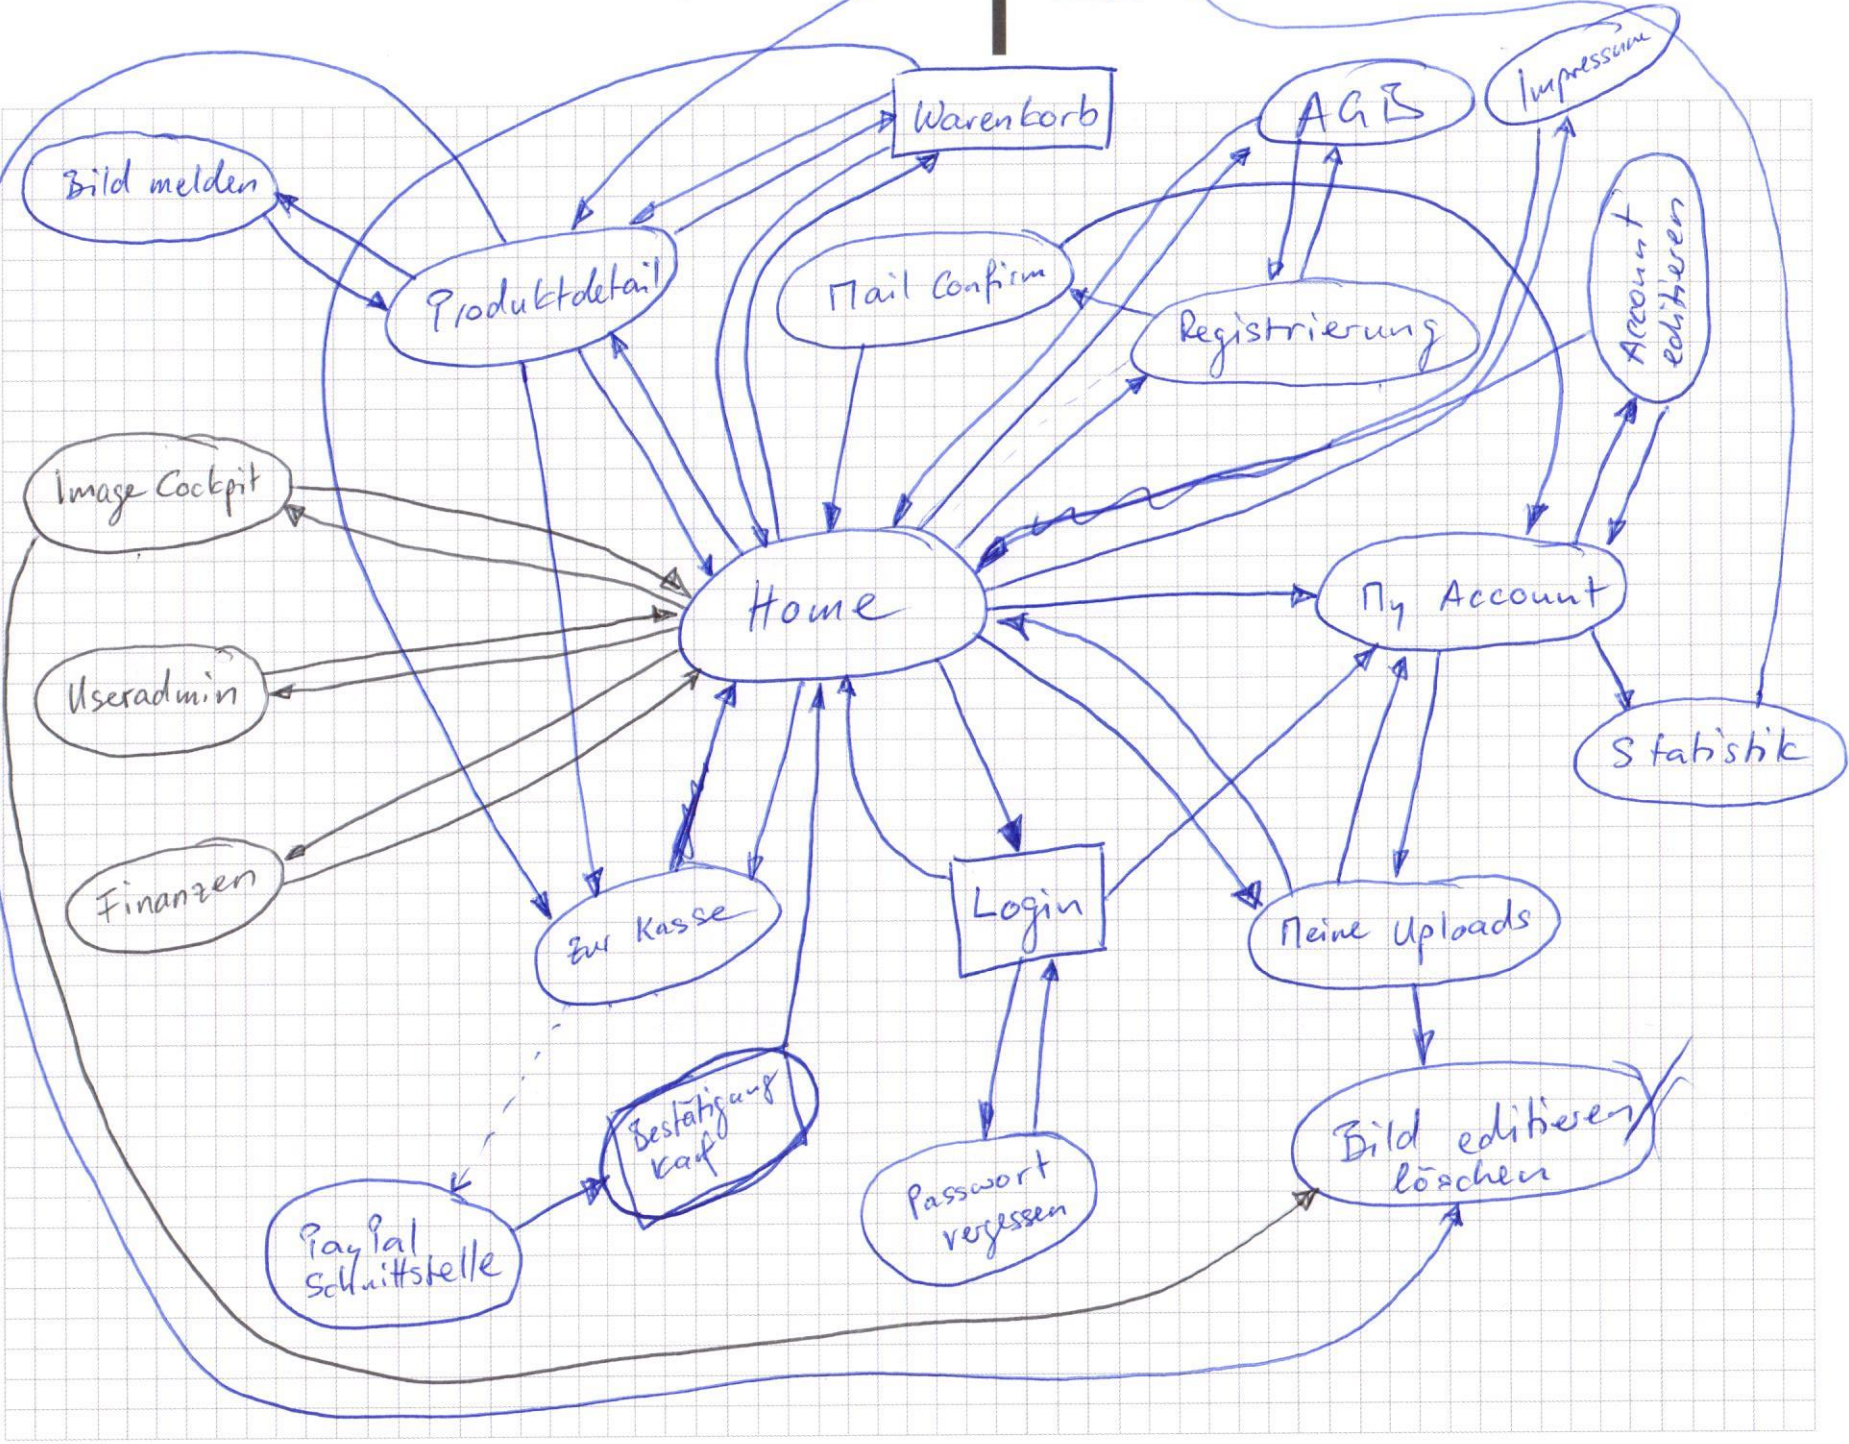 Warenkorb
AGB
Impressum
Bild melden
Account
editieren
Produktdetail
Mail Confirm
Registrierung
Image Cockpit
Home
My Account
Useradmin
Statistik
Finanzen
Zur Kasse
Login
Meine Uploads
Bestätigung
Kauf
Bild editieren/
löschen
Passwort
vergessen
PayPal
Schnittstelle